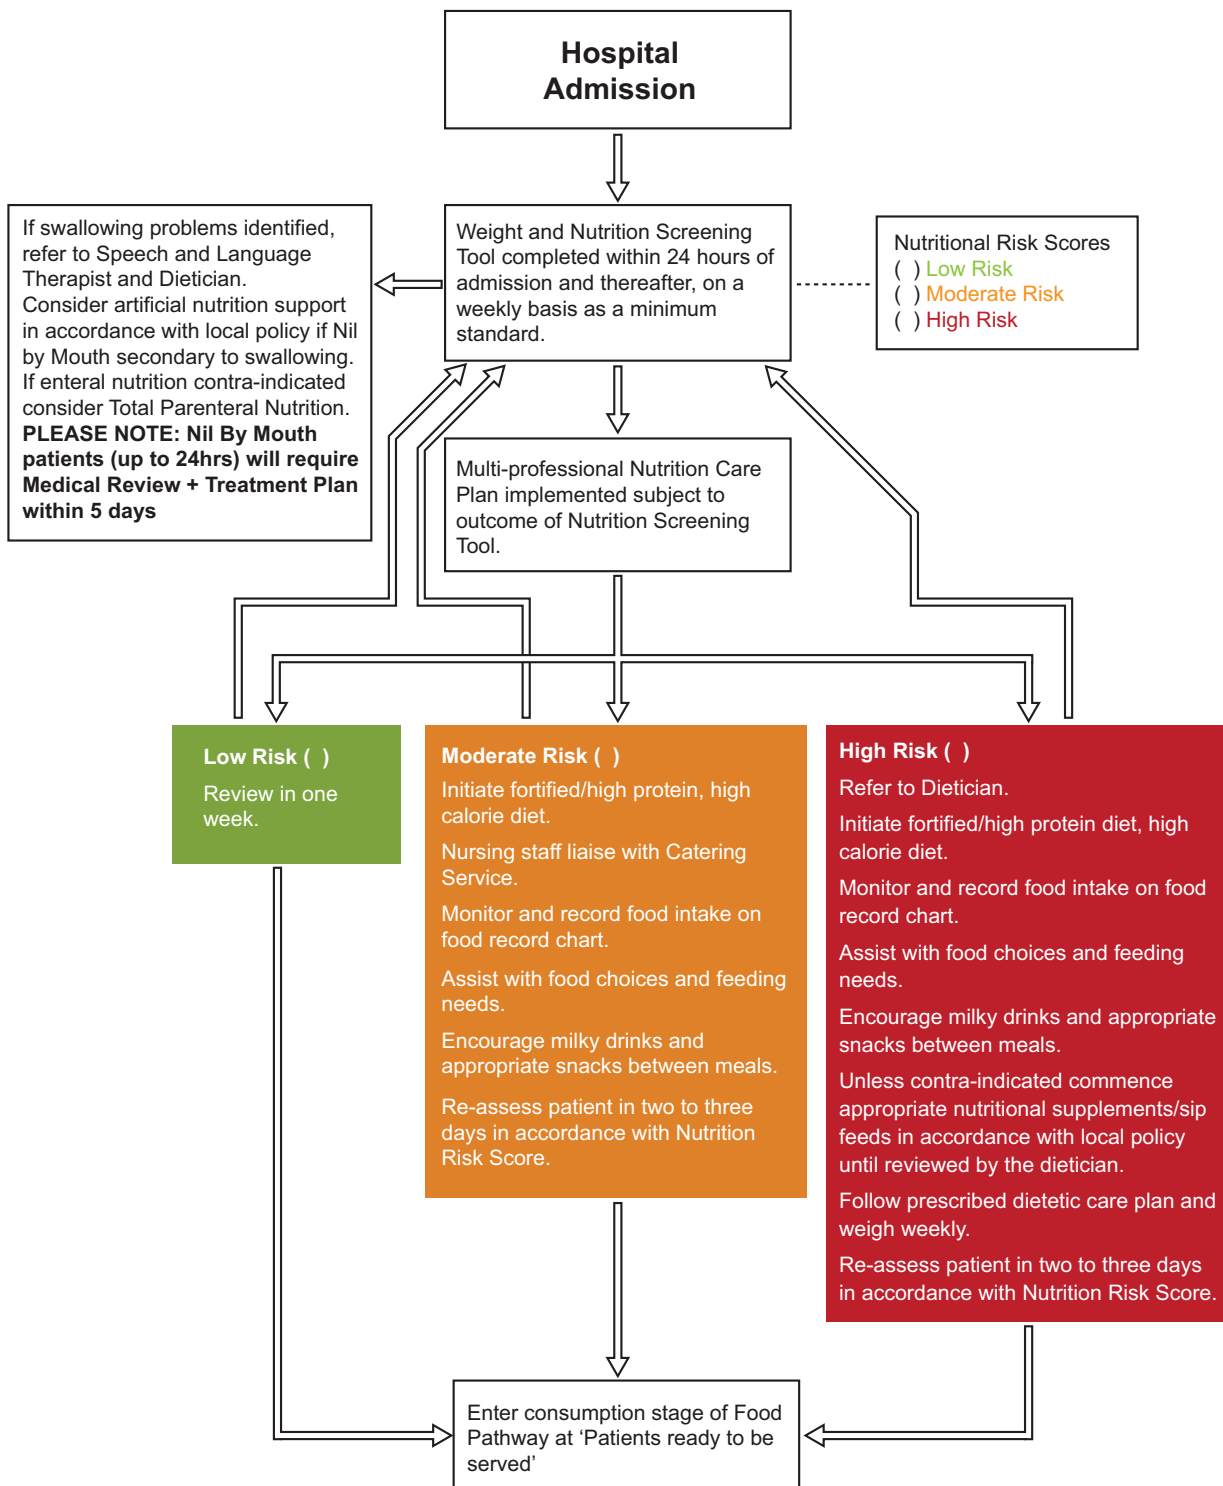 Hospital
Admission
If swallowing problems identified,
refer to Speech and Language
Therapist and Dietician.
Consider artificial nutrition support
in accordance with local policy if Nil
by Mouth secondary to swallowing.
If enteral nutrition contra-indicated
consider Total Parenteral Nutrition.
PLEASE NOTE: Nil By Mouth
patients (up to 24hrs) will require
Medical Review + Treatment Plan
within 5 days
Weight and Nutrition Screening
Tool completed within 24 hours of
admission and thereafter, on a
weekly basis as a minimum
standard.
Nutritional Risk Scores
( ) Low Risk
( ) Moderate Risk
( ) High Risk
Multi-professional Nutrition Care
Plan implemented subject to
outcome of Nutrition Screening
Tool.
Low Risk ( )
Review in one
week.
Moderate Risk ( )
Initiate fortified/high protein, high
calorie diet.
Nursing staff liaise with Catering
Service.
Monitor and record food intake on
food record chart.
Assist with food choices and feeding
needs.
Encourage milky drinks and
appropriate snacks between meals.
Re-assess patient in two to three
days in accordance with Nutrition
Risk Score.
High Risk ( )
Refer to Dietician.
Initiate fortified/high protein diet, high
calorie diet.
Monitor and record food intake on food
record chart.
Assist with food choices and feeding
needs.
Encourage milky drinks and appropriate
snacks between meals.
Unless contra-indicated commence
appropriate nutritional supplements/sip
feeds in accordance with local policy
until reviewed by the dietician.
Follow prescribed dietetic care plan and
weigh weekly.
Re-assess patient in two to three days
in accordance with Nutrition Risk Score.
Enter consumption stage of Food
Pathway at ‘Patients ready to be
served’